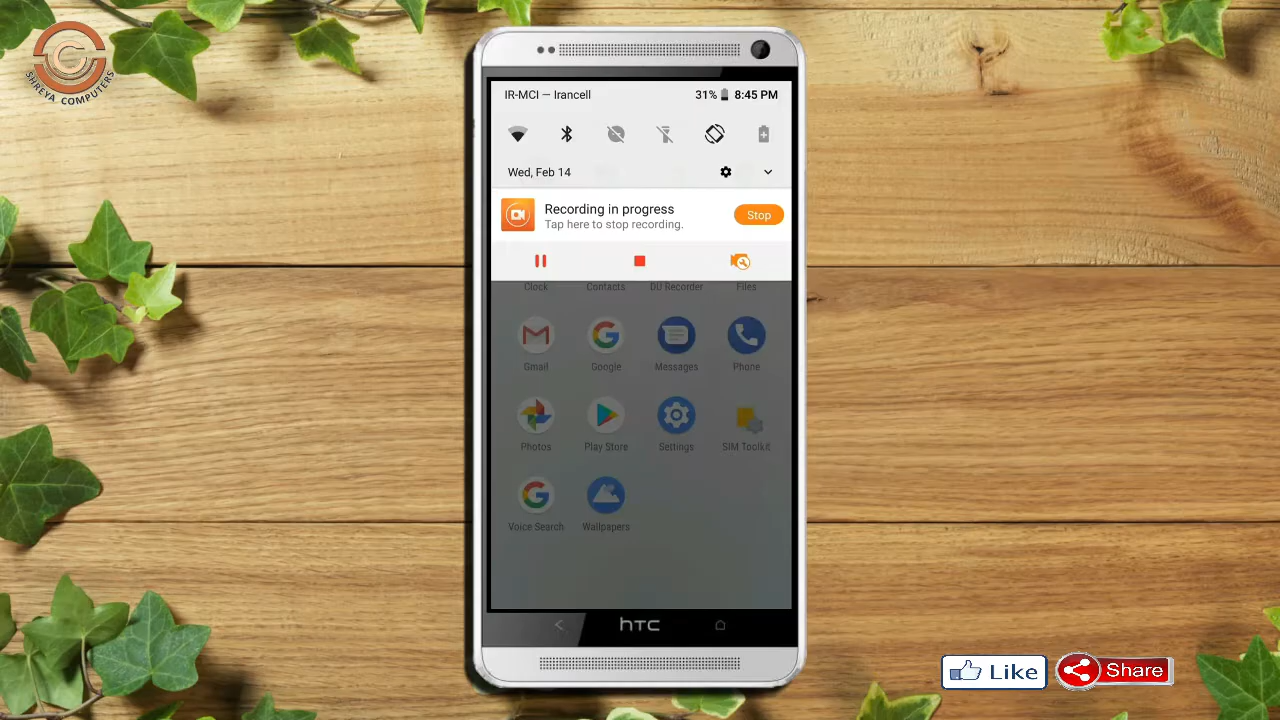 SHREYA COMPUTERS
IR-MCI — Irancell 31% 8:45 PM
Wed, Feb 14
Recording in progress
Tap here to stop recording.
Stop
Clock Contacts DU Recorder Files
Gmail Google Messages Phone
Photos Play Store Settings SIM Toolkit
Voice Search Wallpapers
hTC
Like Share